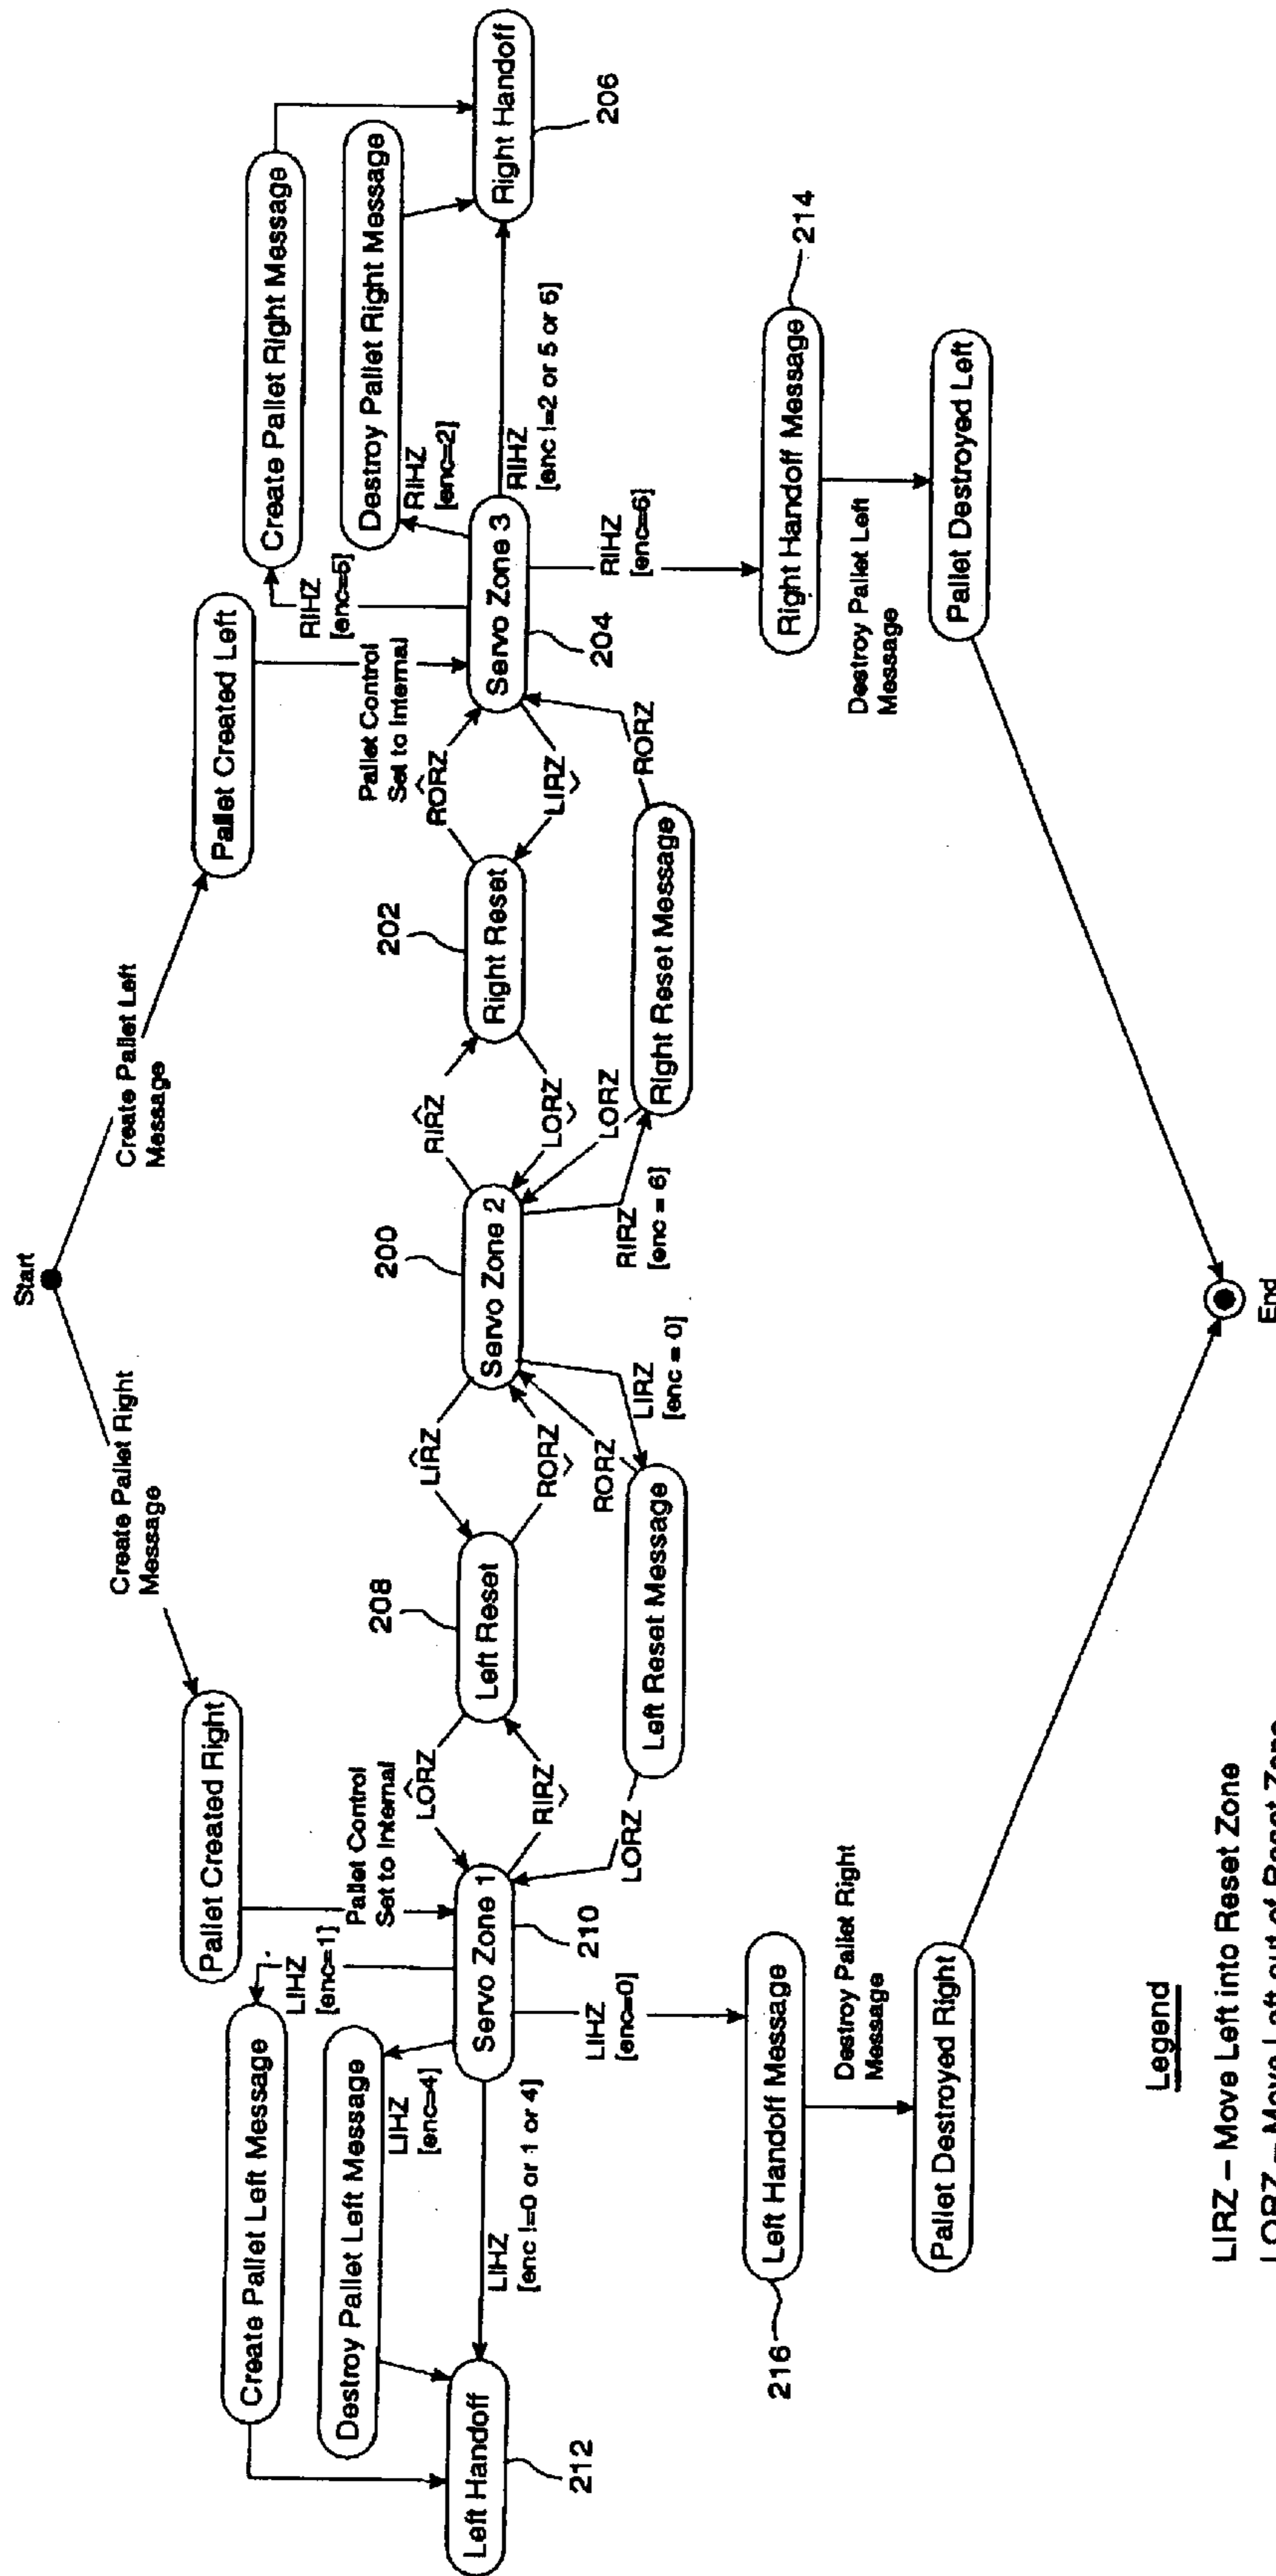 Start
Create Pallet Right
Message
Create Pallet Left
Message
Pallet Created Right
Pallet Created Left
Create Pallet Left Message
Create Pallet Right Message
LIHZ
[enc=1]
Pallet Control
Set to Internal
Pallet Control
Set to Internal
RIHZ
[enc=5]
Destroy Pallet Left Message
Destroy Pallet Right Message
LIHZ
[enc=4]
RIHZ
[enc=2]
208
200
202
LORZ
LIRZ
RIRZ
RORZ
Left Handoff
Servo Zone 1
Left Reset
Servo Zone 2
Right Reset
Servo Zone 3
Right Handoff
LIHZ
[enc !=0 or 1 or 4]
RIHZ
[enc !=2 or 5 or 6]
RIRZ
RORZ
LORZ
LIRZ
212
210
204
206
LORZ
RORZ
LORZ
RORZ
LIHZ
[enc=0]
LIRZ
[enc = 0]
RIRZ
[enc = 6]
RIHZ
[enc=6]
Left Reset Message
Right Reset Message
216
Left Handoff Message
Right Handoff Message
214
Destroy Pallet Right
Message
Destroy Pallet Left
Message
Pallet Destroyed Right
Pallet Destroyed Left
End
Legend
LIRZ – Move Left into Reset Zone
LORZ – Move Left out of Reset Zone